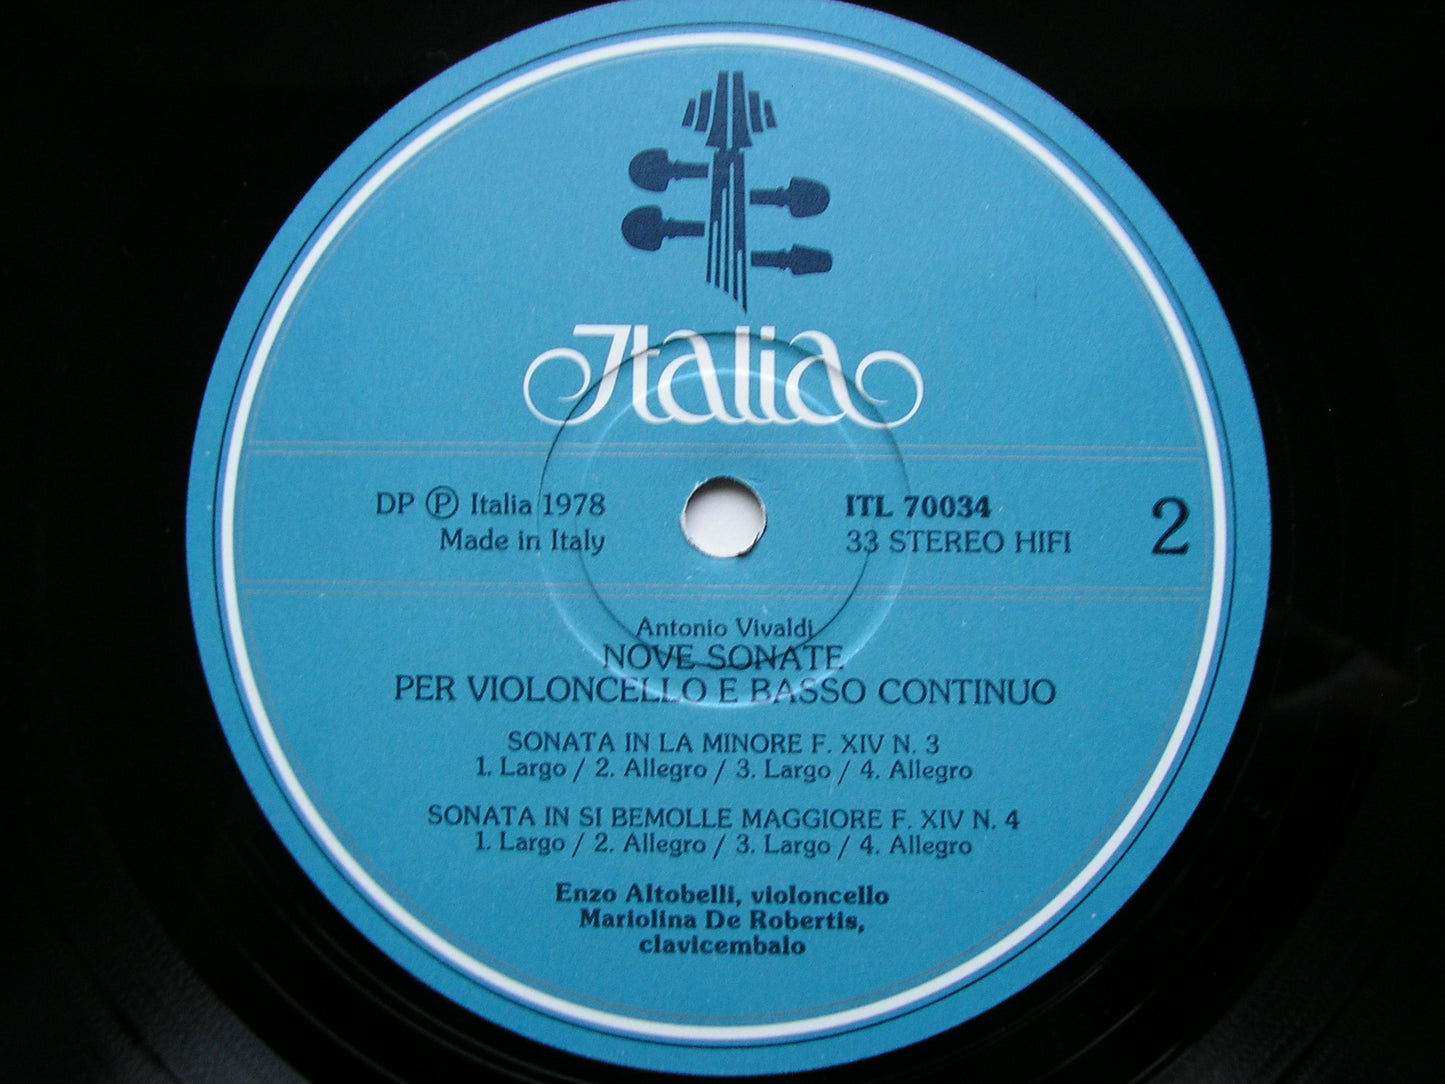 Italia
DP Ⓟ Italia 1978
Made in Italy
ITL 70034
33 STEREO HIFI
2
Antonio Vivaldi
NOVE SONATE
PER VIOLONCELLO E BASSO CONTINUO
SONATA IN LA MINORE F. XIV N. 3
1. Largo / 2. Allegro / 3. Largo / 4. Allegro
SONATA IN SI BEMOLLE MAGGIORE F. XIV N. 4
1. Largo / 2. Allegro / 3. Largo / 4. Allegro
Enzo Altobelli, violoncello
Mariolina De Robertis,
clavicembalo